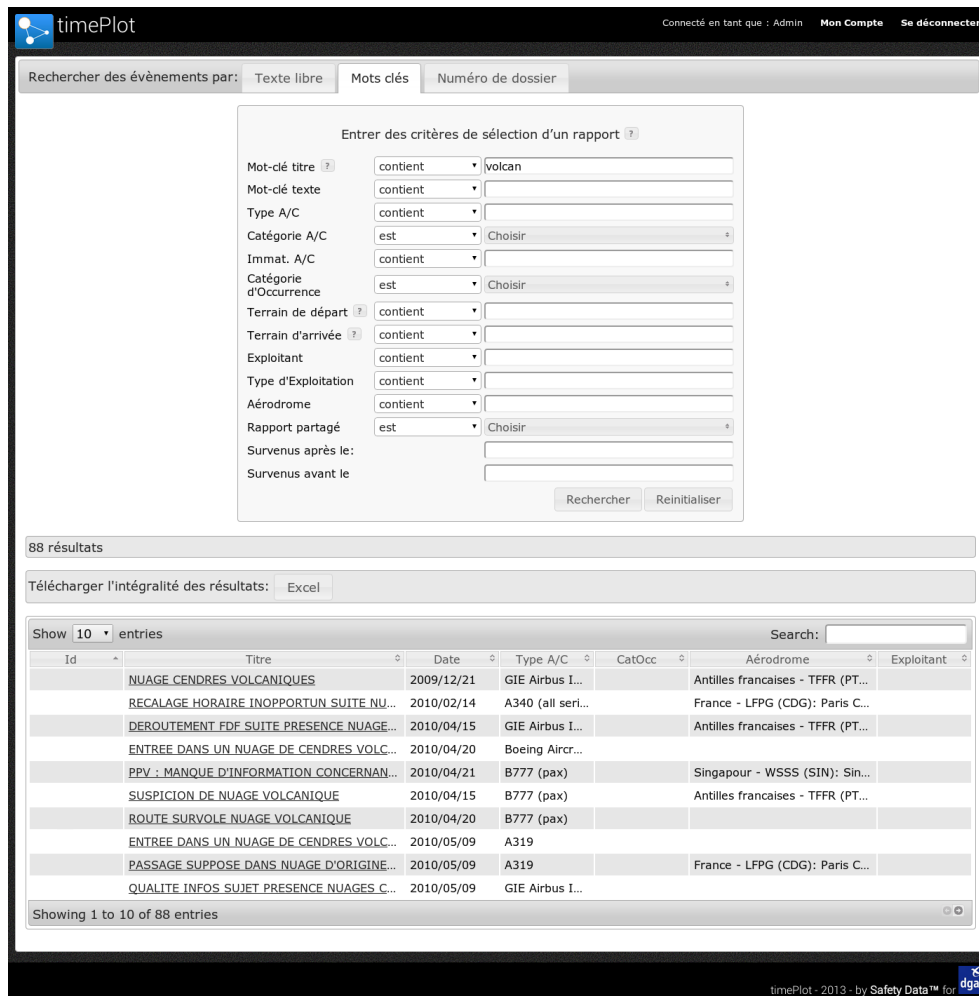 timePlot Connecté en tant que : Admin Mon Compte Se déconnecter
Rechercher des évènements par: Texte libre Mots clés Numéro de dossier
Entrer des critères de sélection d'un rapport ?
Mot-clé titre ? contient volcan
Mot-clé texte contient
Type A/C contient
Catégorie A/C est Choisir
Immat. A/C contient
Catégorie
d'Occurrence est Choisir
Terrain de départ ? contient
Terrain d'arrivée ? contient
Exploitant contient
Type d'Exploitation contient
Aérodrome contient
Rapport partagé est Choisir
Survenus après le:
Survenus avant le
Rechercher Reinitialiser
88 résultats
Télécharger l'intégralité des résultats: Excel
Show 10 entries Search:
Id Titre Date Type A/C CatOcc Aérodrome Exploitant
NUAGE CENDRES VOLCANIQUES 2009/12/21 GIE Airbus I... Antilles francaises - TFFR (PT...
RECALAGE HORAIRE INOPPORTUN SUITE NU... 2010/02/14 A340 (all seri... France - LFPG (CDG): Paris C...
DEROUTEMENT FDF SUITE PRESENCE NUAGE... 2010/04/15 GIE Airbus I... Antilles francaises - TFFR (PT...
ENTREE DANS UN NUAGE DE CENDRES VOLC... 2010/04/20 Boeing Aircr...
PPV : MANQUE D'INFORMATION CONCERNAN... 2010/04/21 B777 (pax) Singapour - WSSS (SIN): Sin...
SUSPICION DE NUAGE VOLCANIQUE 2010/04/15 B777 (pax) Antilles francaises - TFFR (PT...
ROUTE SURVOLE NUAGE VOLCANIQUE 2010/04/20 B777 (pax)
ENTREE DANS UN NUAGE DE CENDRES VOLC... 2010/05/09 A319
PASSAGE SUPPOSE DANS NUAGE D'ORIGINE... 2010/05/09 A319 France - LFPG (CDG): Paris C...
QUALITE INFOS SUJET PRESENCE NUAGES C... 2010/05/09 GIE Airbus I...
Showing 1 to 10 of 88 entries
timePlot - 2013 - by Safety Data™ for dga